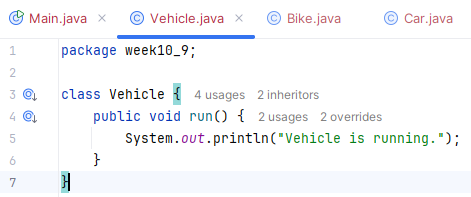 Main.java × Vehicle.java × Bike.java Car.java
1 package week10_9;
2
3 class Vehicle { 4 usages 2 inheritors
4 public void run() { 2 usages 2 overrides
5 System.out.println("Vehicle is running.");
6 }
7 }